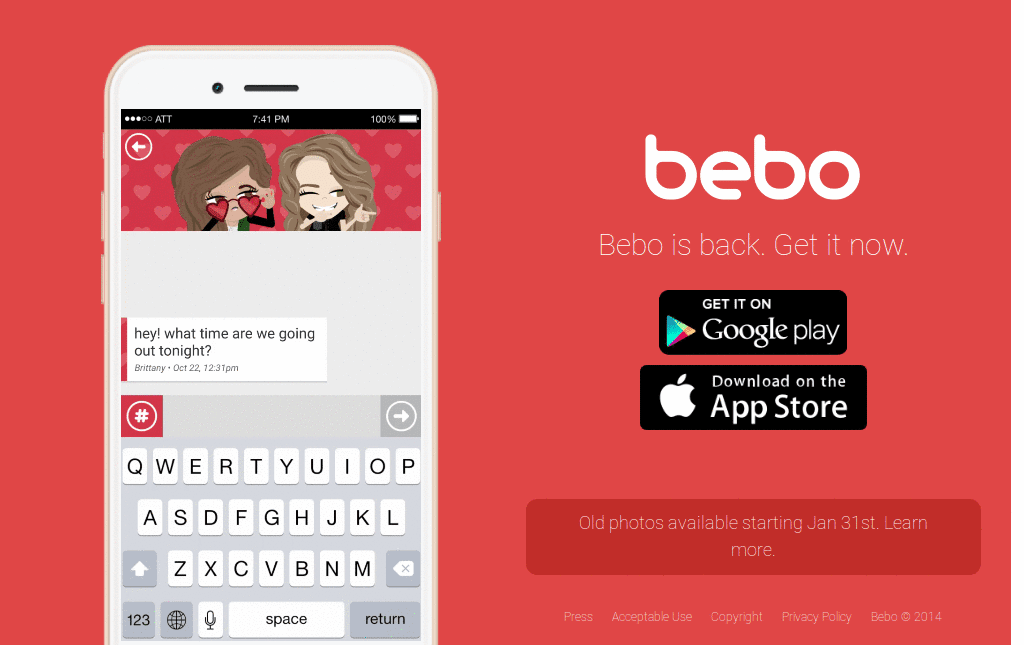 ATT 7:41 PM 100%
hey! what time are we going
out tonight?
Brittany • Oct 22, 12:31pm
#
Q W E R T Y U I O P
A S D F G H J K L
Z X C V B N M
123 space return
bebo
Bebo is back. Get it now.
GET IT ON
Google play
Download on the
App Store
Old photos available starting Jan 31st. Learn
more.
Press Acceptable Use Copyright Privacy Policy Bebo © 2014